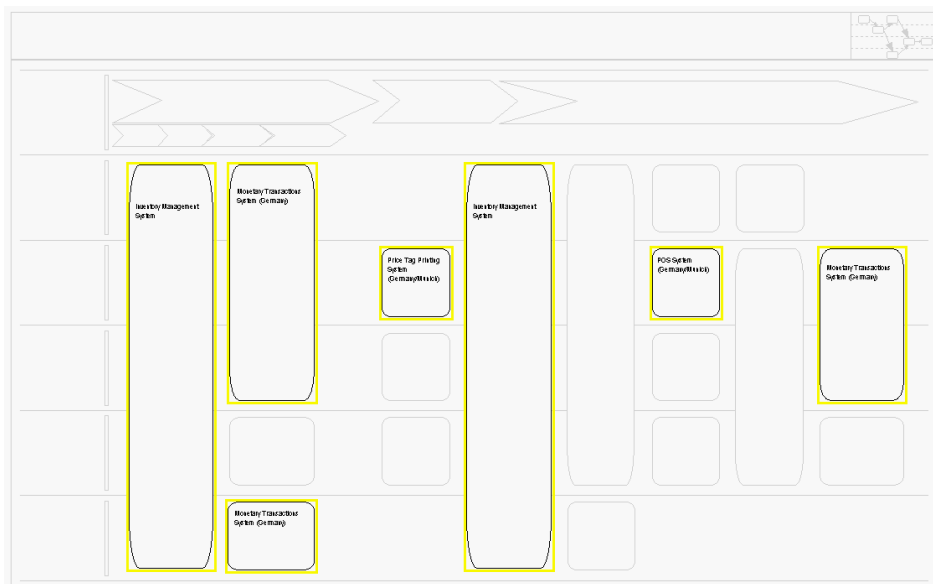 Monetary Transactions
System (Germany)
Inventory Management
System
Inventory Management
System
Price Tag Printing
System
(Germany/Munich)
POS System
(Germany/Munich)
Monetary Transactions
System (Germany)
Monetary Transactions
System (Germany)